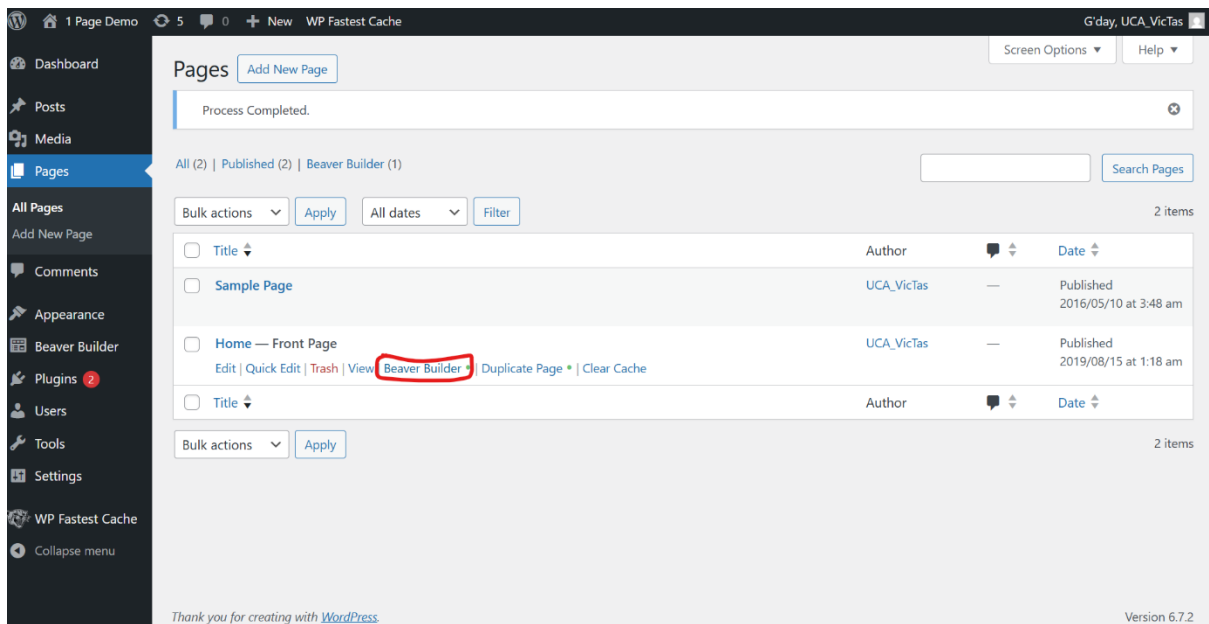 1 Page Demo 5 0 New WP Fastest Cache G'day, UCA_VicTas
Screen Options Help
Dashboard
Posts
Media
Pages
All Pages
Add New Page
Comments
Appearance
Beaver Builder
Plugins 2
Users
Tools
Settings
WP Fastest Cache
Collapse menu
Pages Add New Page
Process Completed.
All (2) | Published (2) | Beaver Builder (1)
Search Pages
Bulk actions Apply All dates Filter 2 items
Title Author Date
Sample Page UCA_VicTas — Published
2016/05/10 at 3:48 am
Home — Front Page UCA_VicTas — Published
Edit | Quick Edit | Trash | View | Beaver Builder • | Duplicate Page • | Clear Cache 2019/08/15 at 1:18 am
Title Author Date
Bulk actions Apply 2 items
Thank you for creating with WordPress. Version 6.7.2